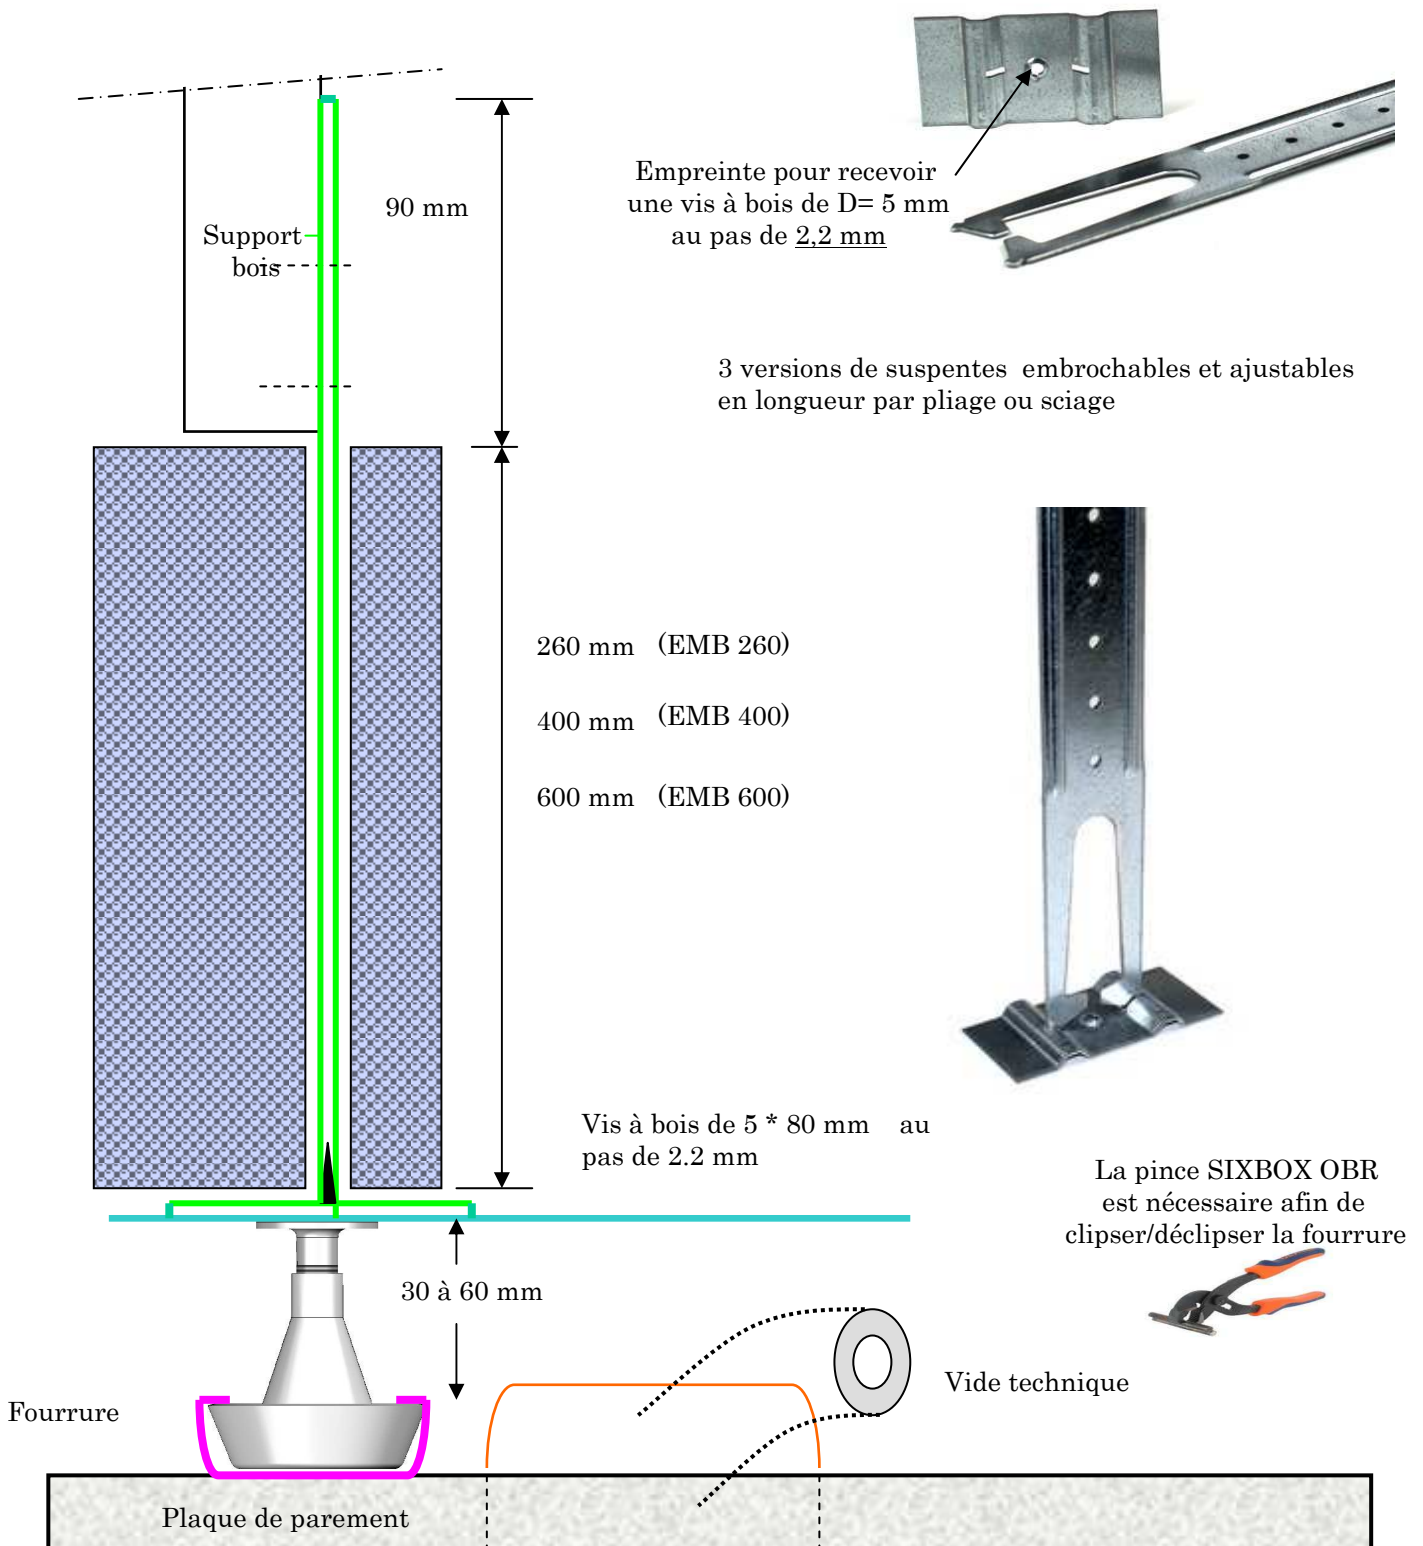 Empreinte pour recevoir
une vis à bois de D= 5 mm
au pas de 2,2 mm
90 mm
Support
bois
3 versions de suspentes embrochables et ajustables
en longueur par pliage ou sciage
260 mm (EMB 260)
400 mm (EMB 400)
600 mm (EMB 600)
Vis à bois de 5 * 80 mm au
pas de 2.2 mm
La pince SIXBOX OBR
est nécessaire afin de
clipser/déclipser la fourrure
30 à 60 mm
Vide technique
Fourrure
Plaque de parement